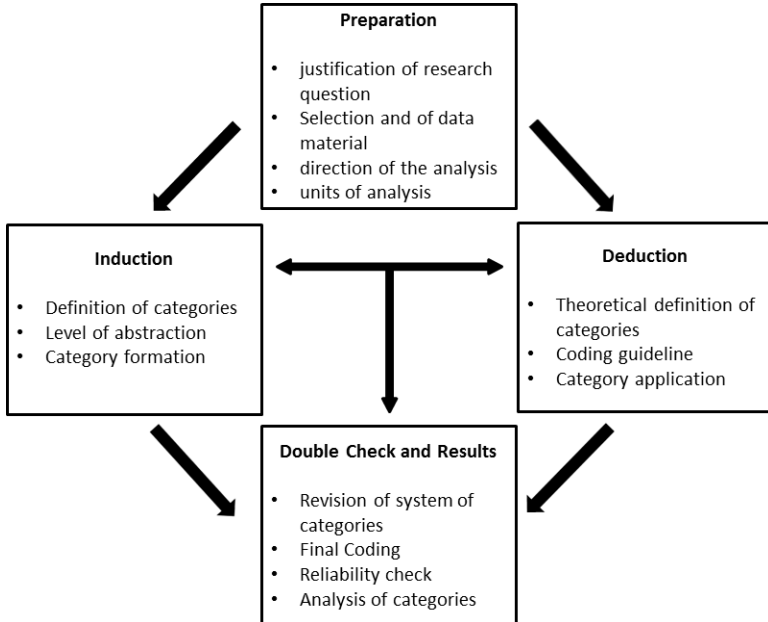 Preparation
• justification of research
question
• Selection and of data
material
• direction of the analysis
• units of analysis
Induction
• Definition of categories
• Level of abstraction
• Category formation
Deduction
• Theoretical definition of
categories
• Coding guideline
• Category application
Double Check and Results
• Revision of system of
categories
• Final Coding
• Reliability check
• Analysis of categories